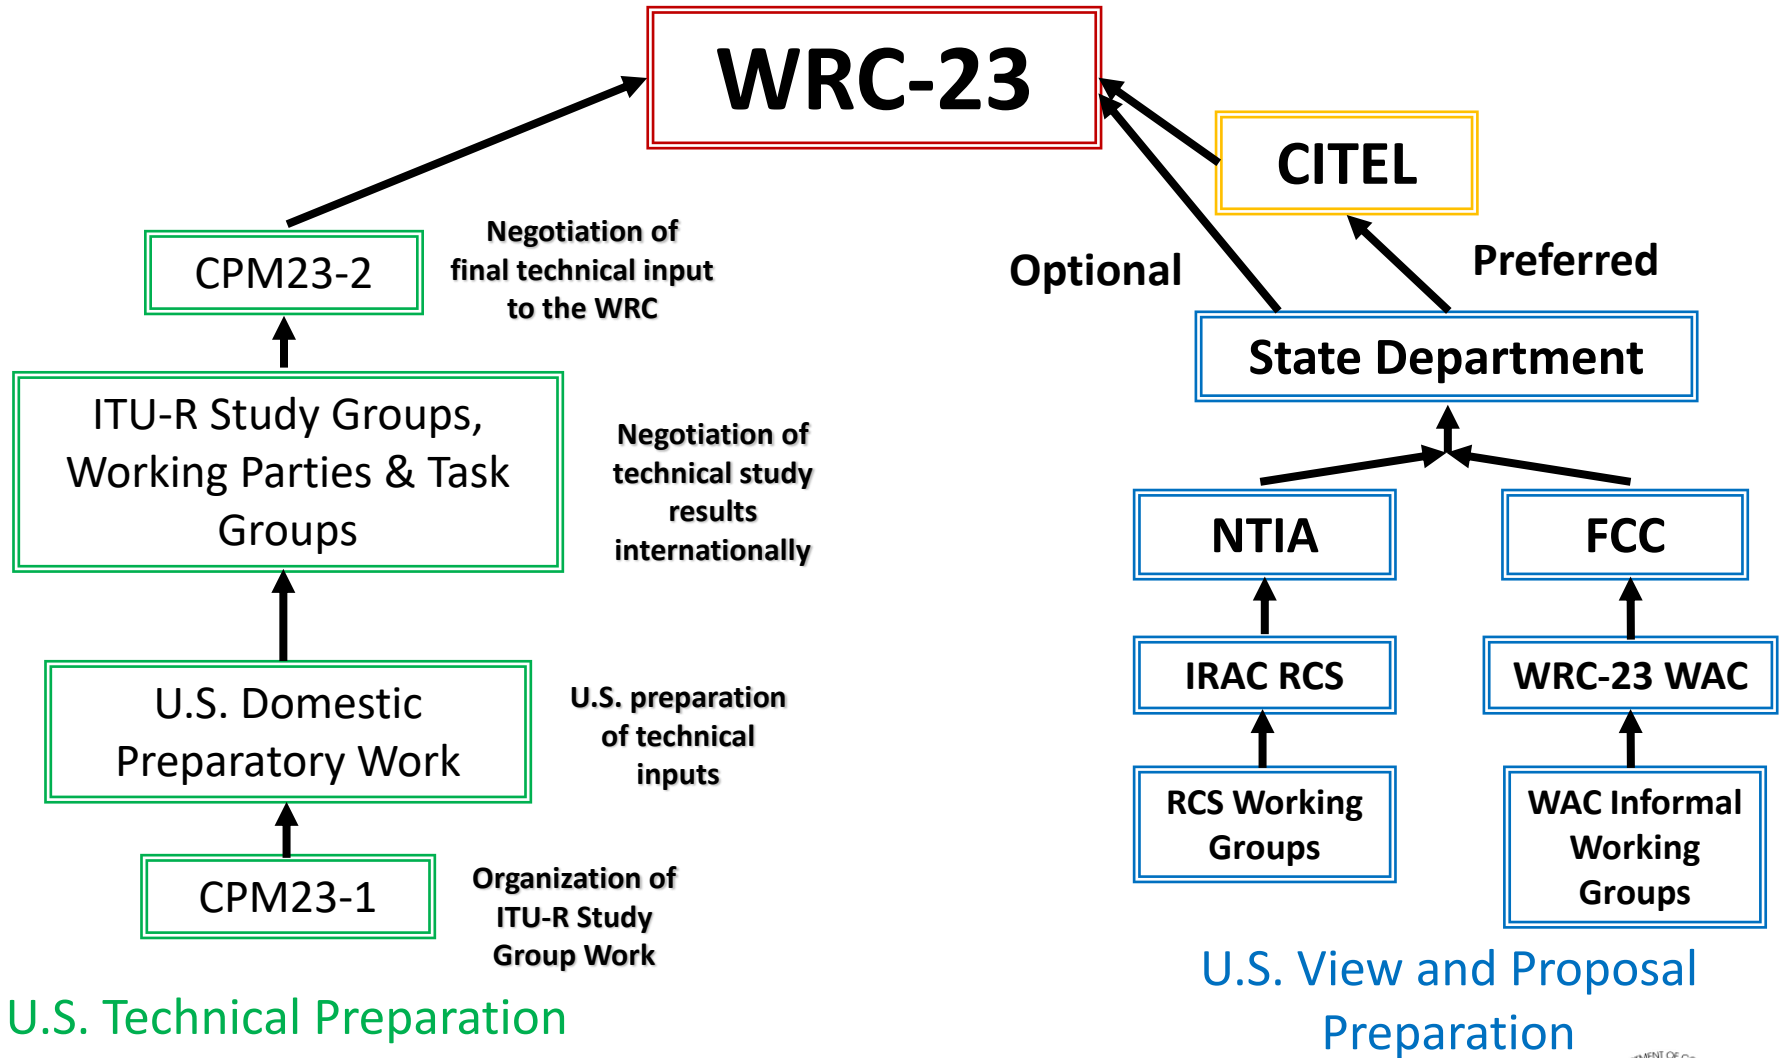 WRC-23
CITEL
Negotiation of
final technical input
to the WRC
CPM23-2
Optional
Preferred
State Department
ITU-R Study Groups,
Working Parties & Task
Groups
Negotiation of
technical study
results
internationally
NTIA
FCC
IRAC RCS
WRC-23 WAC
U.S. Domestic
Preparatory Work
U.S. preparation
of technical
inputs
RCS Working
Groups
WAC Informal
Working
Groups
CPM23-1
Organization of
ITU-R Study
Group Work
U.S. Technical Preparation
U.S. View and Proposal
Preparation